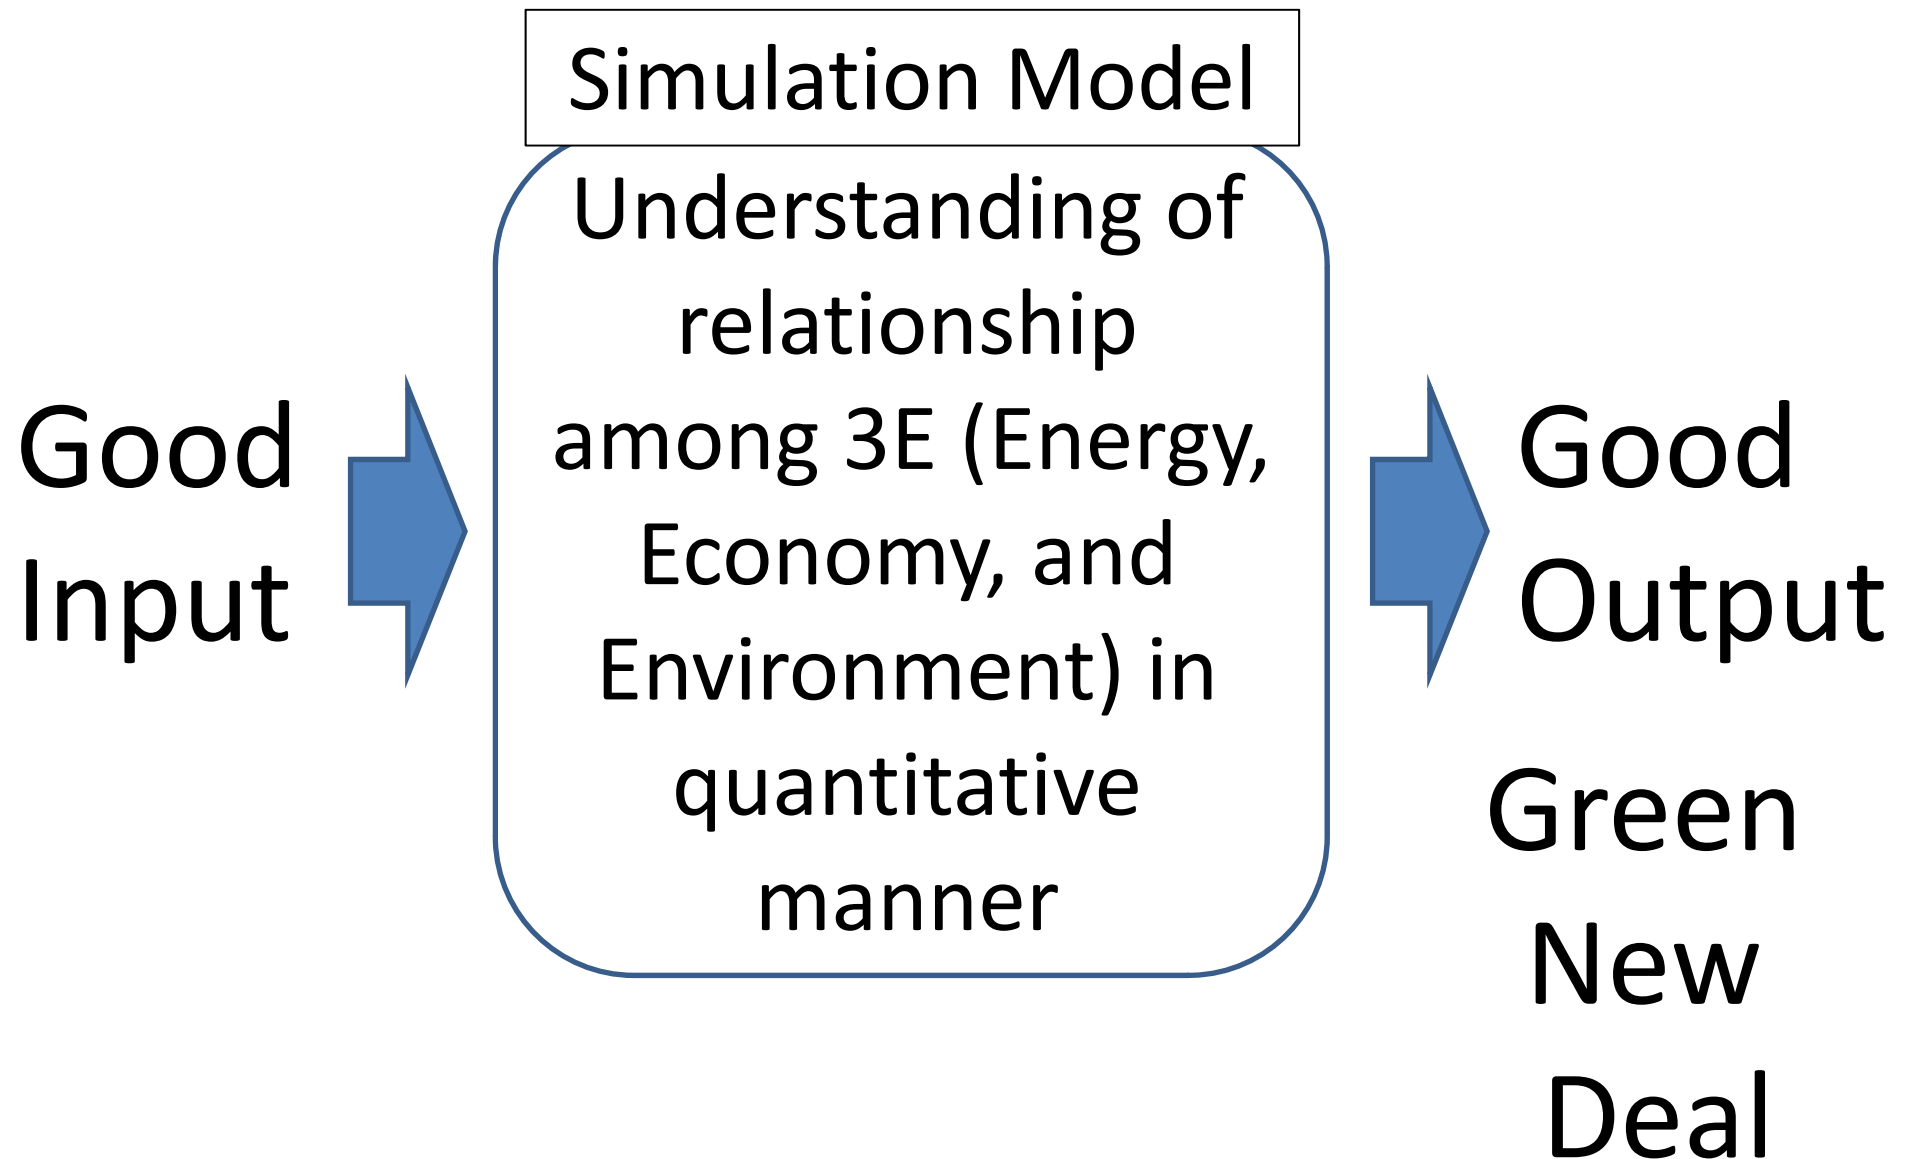 Simulation Model
Good
Input
Understanding of
relationship
among 3E (Energy,
Economy, and
Environment) in
quantitative
manner
Good
Output
Green
New
Deal